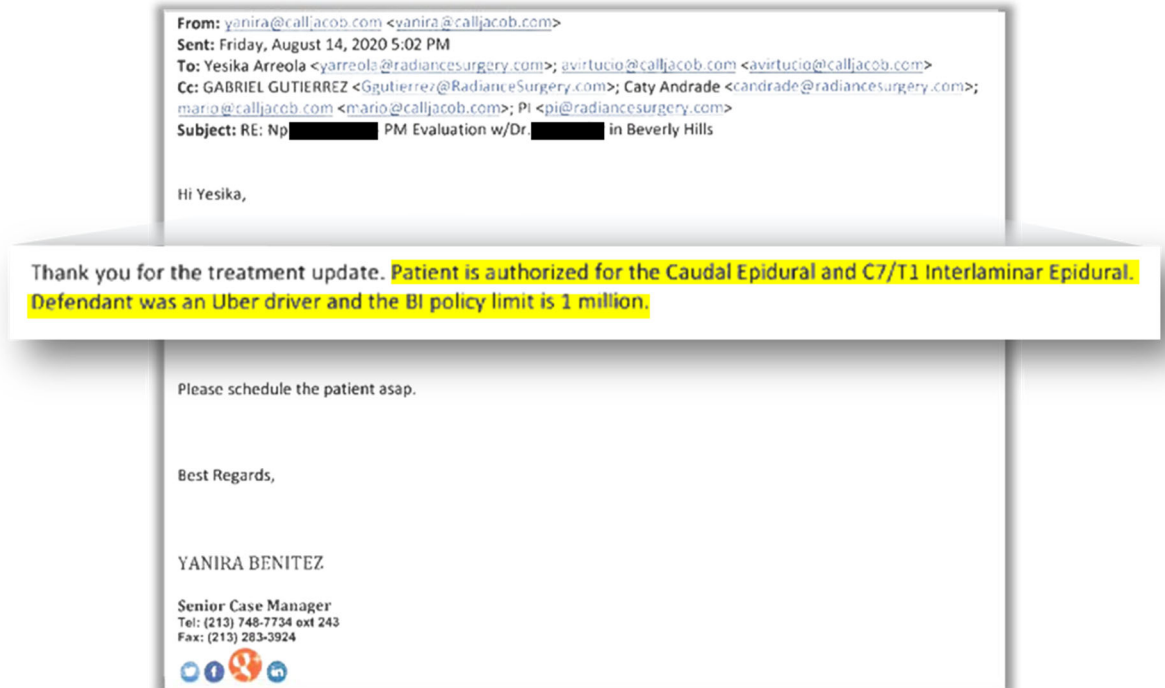 From: yanira@calljacob.com <yanira@calljacob.com>
Sent: Friday, August 14, 2020 5:02 PM
To: Yesika Arreola <yarreola@radiancesurgery.com>; avirtucio@calljacob.com <avirtucio@calljacob.com>
Cc: GABRIEL GUTIERREZ <Ggutierrez@RadianceSurgery.com>; Caty Andrade <candrade@radiancesurgery.com>;
mario@calljacob.com <mario@calljacob.com>; PI <pi@radiancesurgery.com>
Subject: RE: Np PM Evaluation w/Dr. in Beverly Hills
Hi Yesika,
Thank you for the treatment update. Patient is authorized for the Caudal Epidural and C7/T1 Interlaminar Epidural.
Defendant was an Uber driver and the BI policy limit is 1 million.
Please schedule the patient asap.
Best Regards,
YANIRA BENITEZ
Senior Case Manager
Tel: (213) 748-7734 oxt 243
Fax: (213) 283-3924